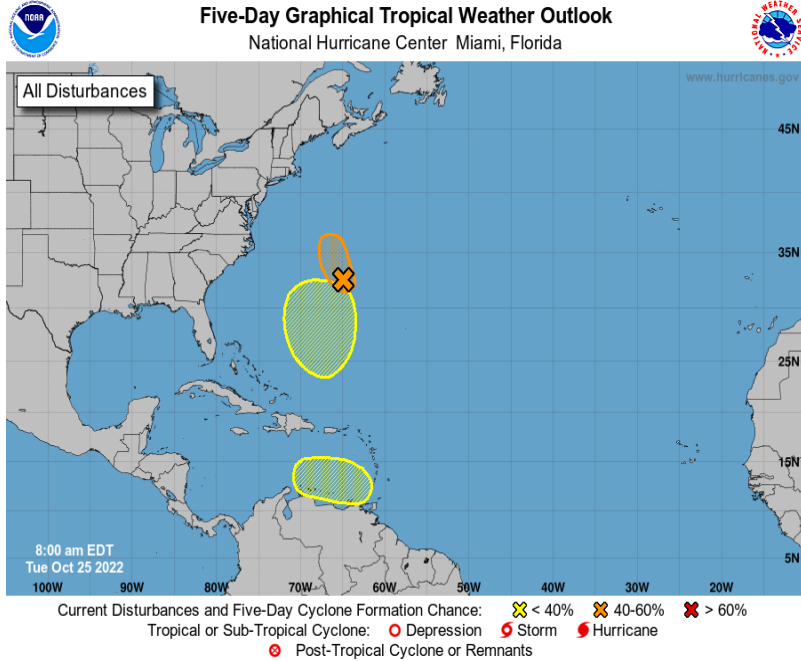 NOAA
Five-Day Graphical Tropical Weather Outlook
National Hurricane Center Miami, Florida
NATIONAL WEATHER SERVICE
All Disturbances
www.hurricanes.gov
45N
35N
25N
15N
5N
8:00 am EDT
Tue Oct 25 2022
100W 90W 80W 70W 60W 50W 40W 30W 20W
Current Disturbances and Five-Day Cyclone Formation Chance: < 40% 40-60% > 60%
Tropical or Sub-Tropical Cyclone: Depression Storm Hurricane
Post-Tropical Cyclone or Remnants